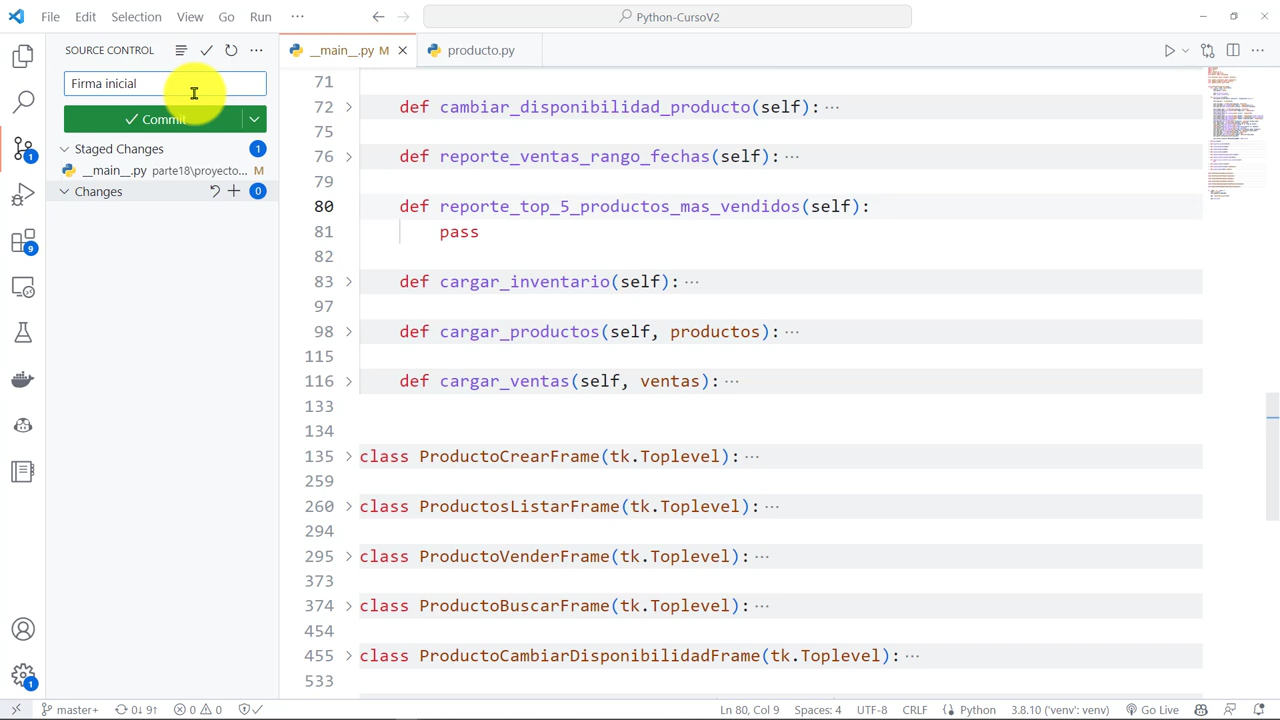 File Edit Selection View Go Run ···
Python-CursoV2
SOURCE CONTROL
__main__.py M
producto.py
Firma inicial
Commit
Staged Changes 1
__main__.py parte18\proyecto... M
Changes 0
1
9
1
71
72 def cambiar_disponibilidad_producto( ···
75
76 def
79
80 def reporte_top_5_productos_mas_vendidos(self):
81 pass
82
83 def cargar_inventario(self): ···
97
98 def cargar_productos(self, productos): ···
115
116 def cargar_ventas(self, ventas): ···
133
134
135 class ProductoCrearFrame(tk.Toplevel): ···
259
260 class ProductosListarFrame(tk.Toplevel): ···
294
295 class ProductoVenderFrame(tk.Toplevel): ···
373
374 class ProductoBuscarFrame(tk.Toplevel): ···
454
455 class ProductoCambiarDisponibilidadFrame(tk.Toplevel): ···
533
master+ 0↓ 9↑ 0 0 Ln 80, Col 9 Spaces: 4 UTF-8 CRLF Python 3.8.10 ('venv': venv) Go Live